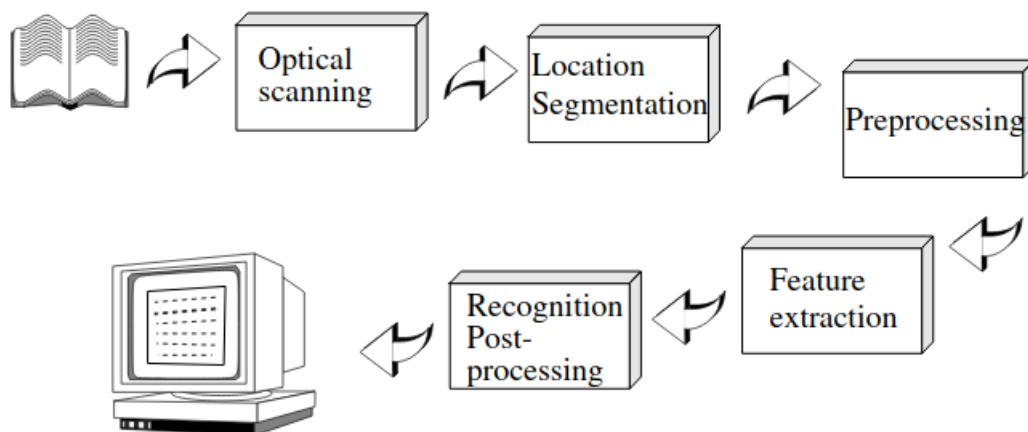 Optical
scanning
Location
Segmentation
Preprocessing
Feature
extraction
Recognition
Post-
processing